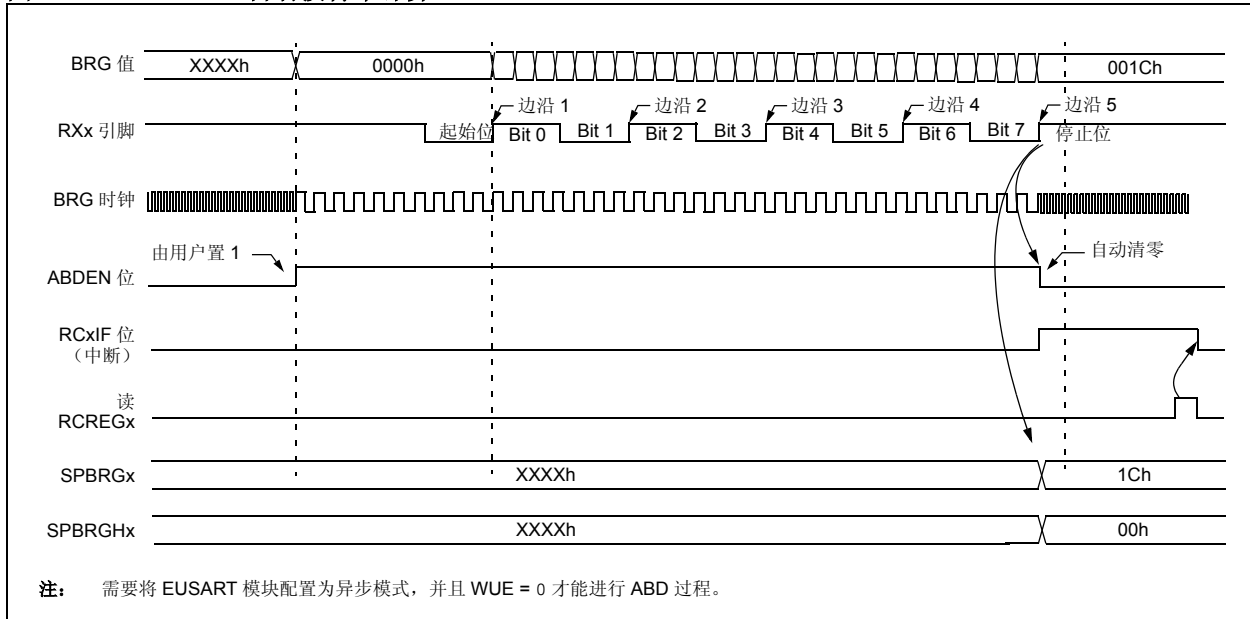 BRG 值 XXXXh 0000h 001Ch
边沿 1 边沿 2 边沿 3 边沿 4 边沿 5
RXx 引脚 起始位 Bit 0 Bit 1 Bit 2 Bit 3 Bit 4 Bit 5 Bit 6 Bit 7 停止位
BRG 时钟
由用户置 1 自动清零
ABDEN 位
RCxIF 位
（中断）
读
RCREGx
SPBRGx XXXXh 1Ch
SPBRGHx XXXXh 00h
注： 需要将 EUSART 模块配置为异步模式，并且 WUE = 0 才能进行 ABD 过程。